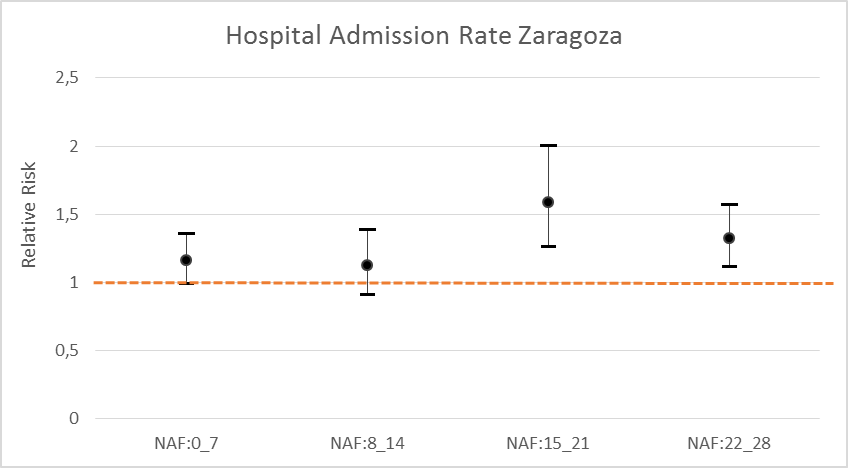 Hospital Admission Rate Zaragoza
Relative Risk
2,5
2
1,5
1
0,5
0
NAF:0_7
NAF:8_14
NAF:15_21
NAF:22_28